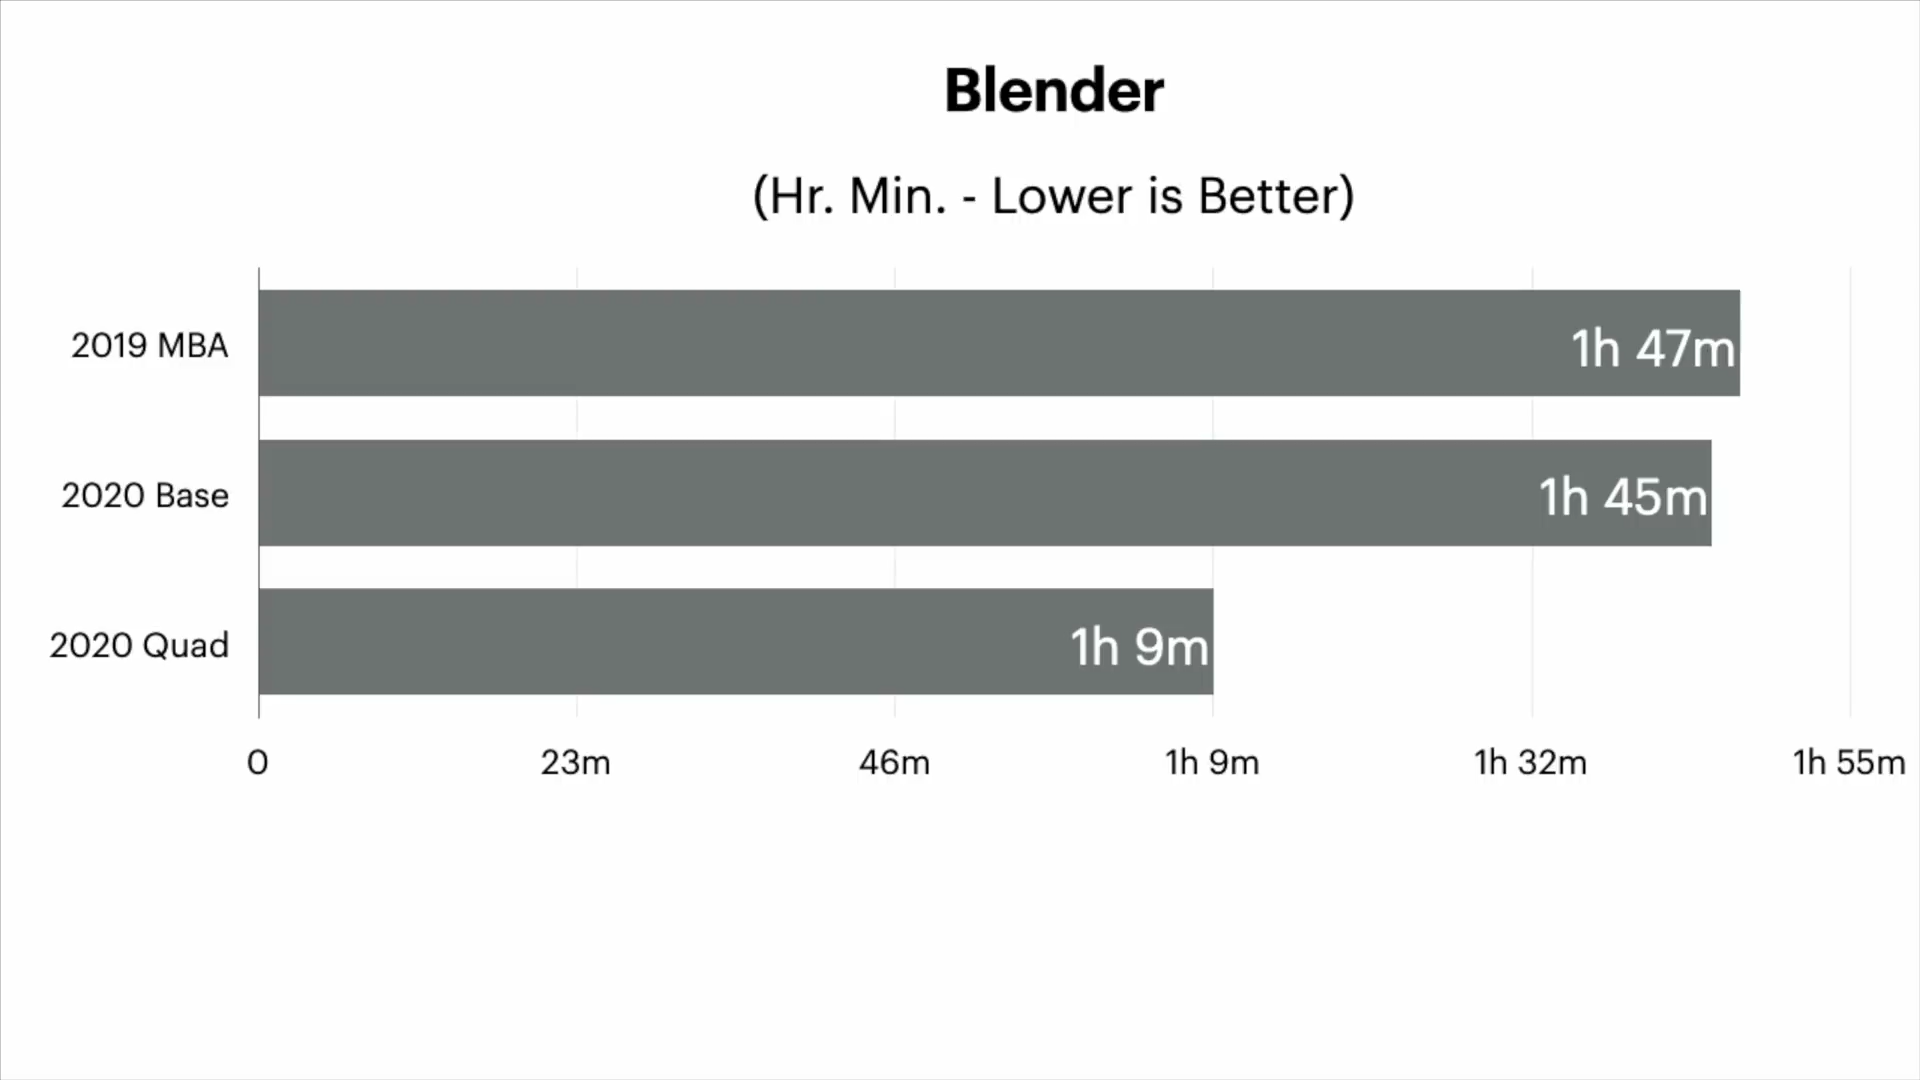 Blender
(Hr. Min. - Lower is Better)
2019 MBA
1h 47m
2020 Base
1h 45m
2020 Quad
1h 9m
0 23m 46m 1h 9m 1h 32m 1h 55m